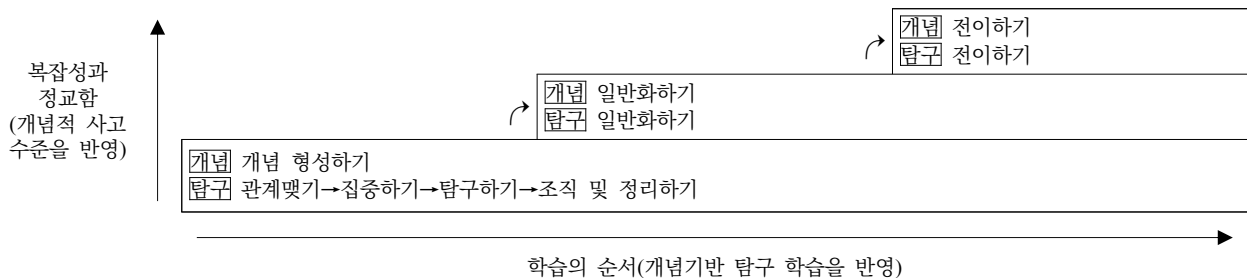 개념 전이하기
탐구 전이하기
복잡성과
정교함
(개념적 사고
수준을 반영)
개념 일반화하기
탐구 일반화하기
개념 개념 형성하기
탐구 관계맺기→집중하기→탐구하기→조직 및 정리하기
학습의 순서(개념기반 탐구 학습을 반영)